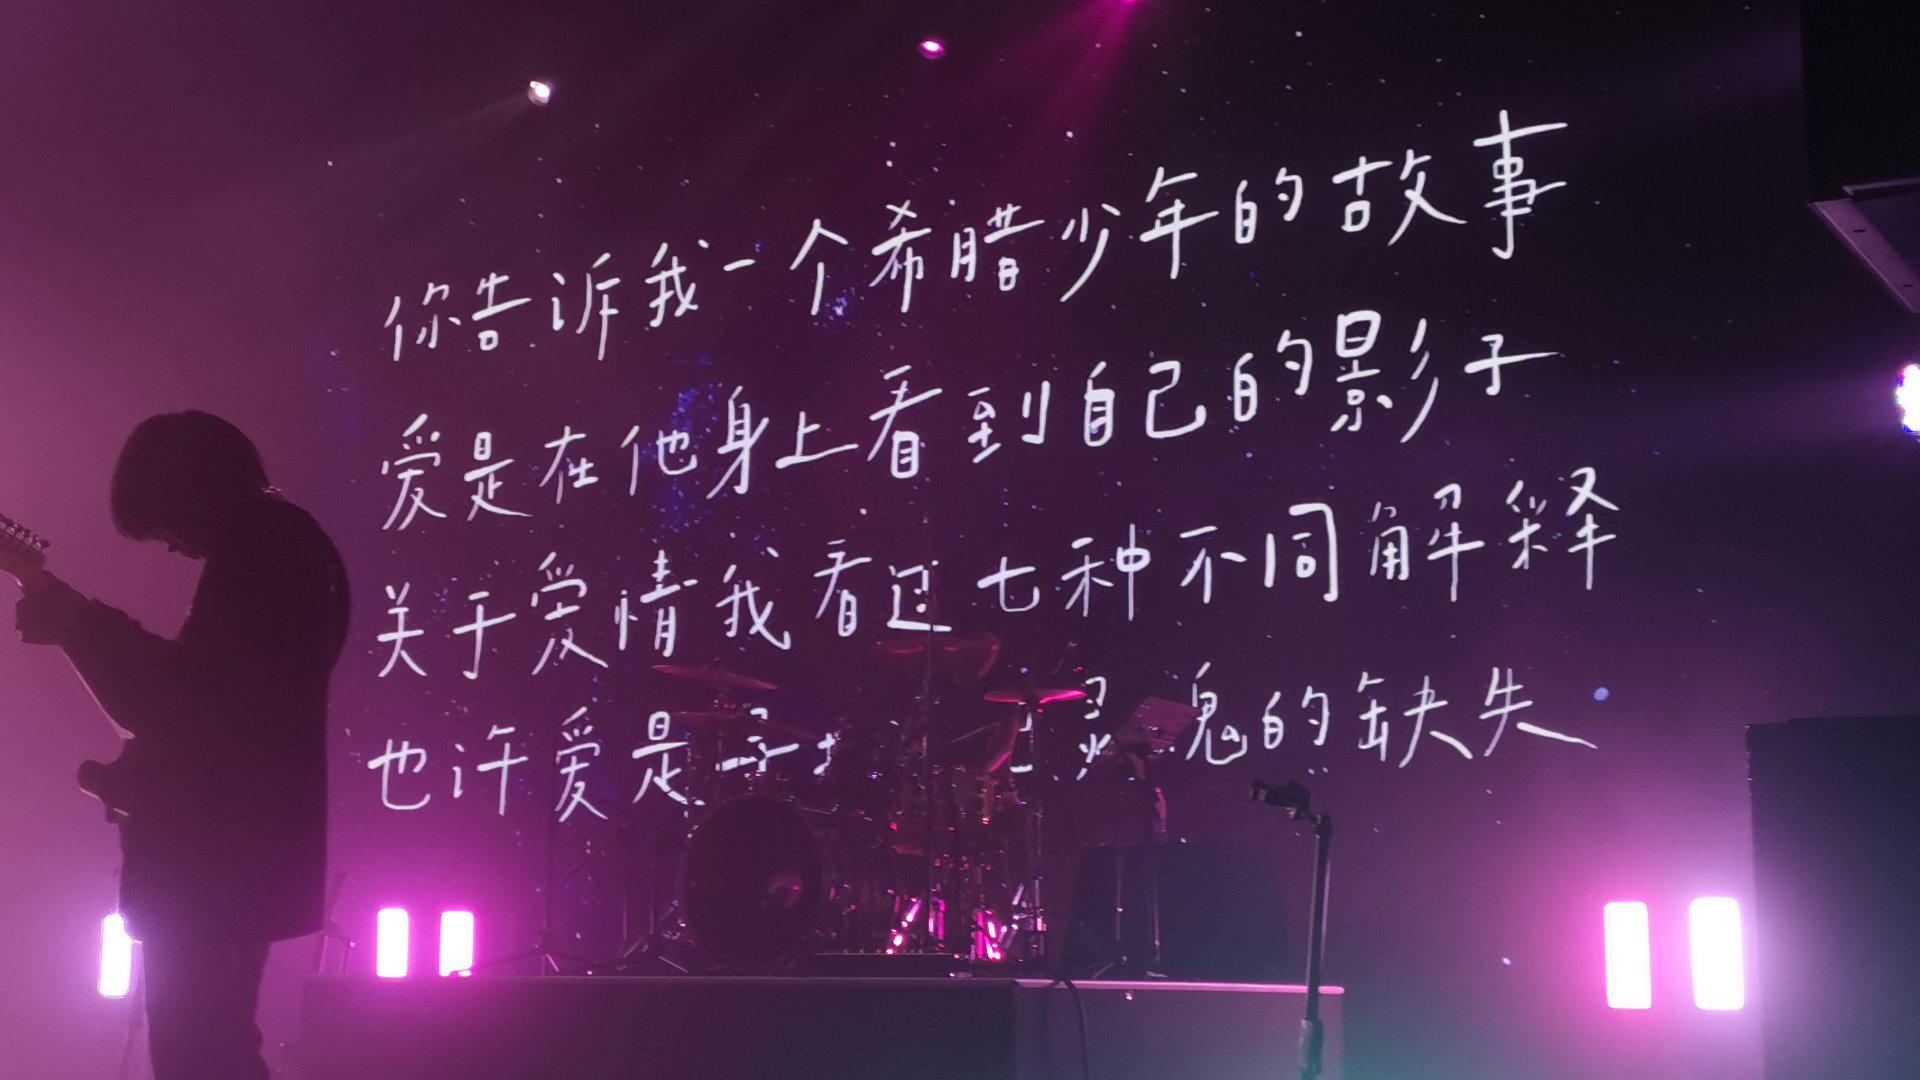 你告诉我一个希腊少年的故事
爱是在他身上看到自己的影子
关于爱情我看过七种不同解释
也许爱是寻找 灵魂的缺失